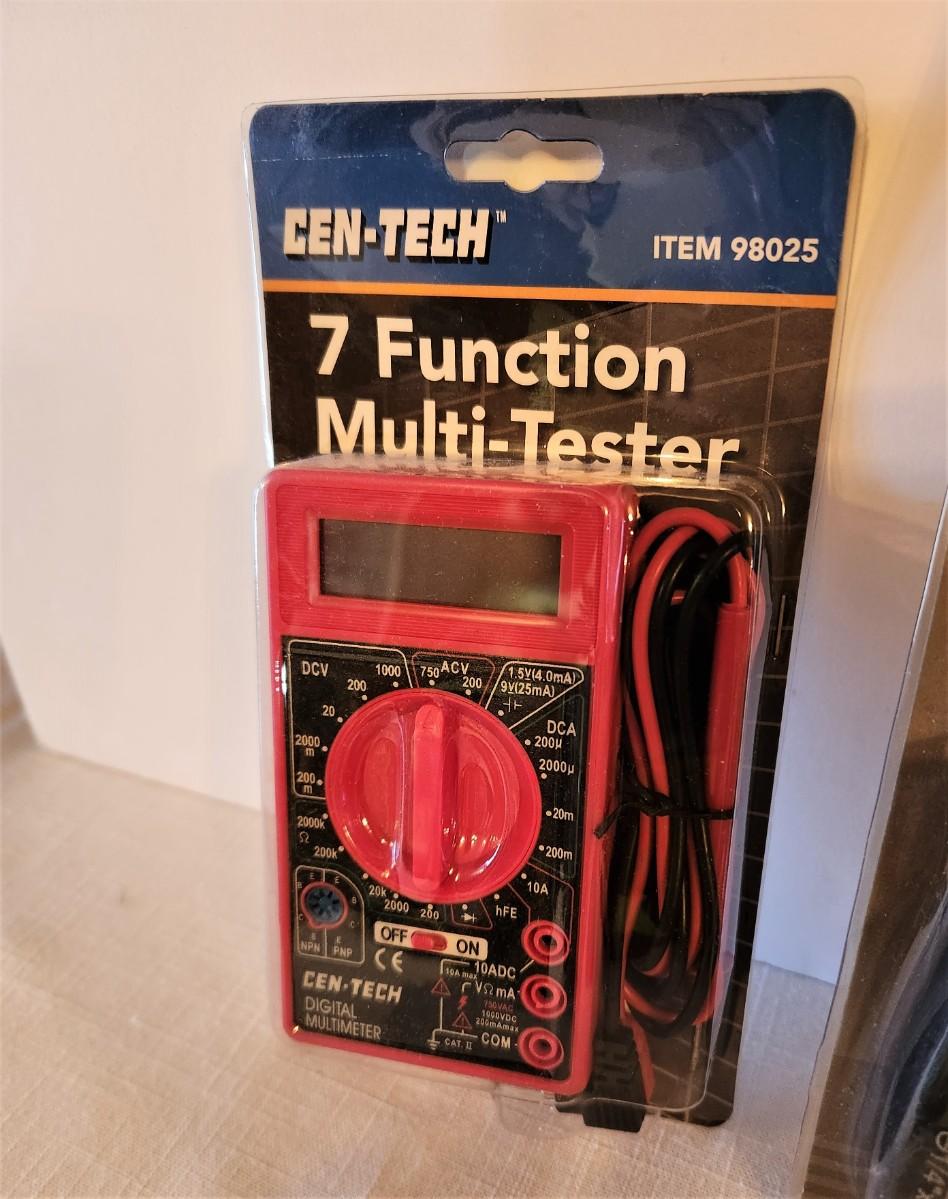 CEN-TECH™
ITEM 98025
7 Function
Multi-Tester
DCV
1000
750
ACV
200
1.5V(4.0mA)
9V(25mA)
200
20
2000
m
200
m
2000k
Ω
200k
20k
2000
200
hFE
10A
200m
20m
2000μ
200μ
DCA
E
E
B
B
C
C
B
E
NPN
PNP
OFF
ON
CE
10ADC
10A max
VΩmA
750VAC
1000VDC
200mAmax
COM
CAT. II
CEN-TECH
DIGITAL
MULTIMETER